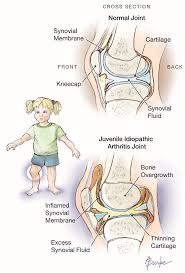 CROSS SECTION
Normal Joint
Synovial
Membrane
Cartilage
FRONT
BACK
Kneecap
Synovial
Fluid
Juvenile Idiopathic
Arthritis Joint
Bone
Overgrowth
Inflamed
Synovial
Membrane
Excess
Synovial Fluid
Thinning
Cartilage